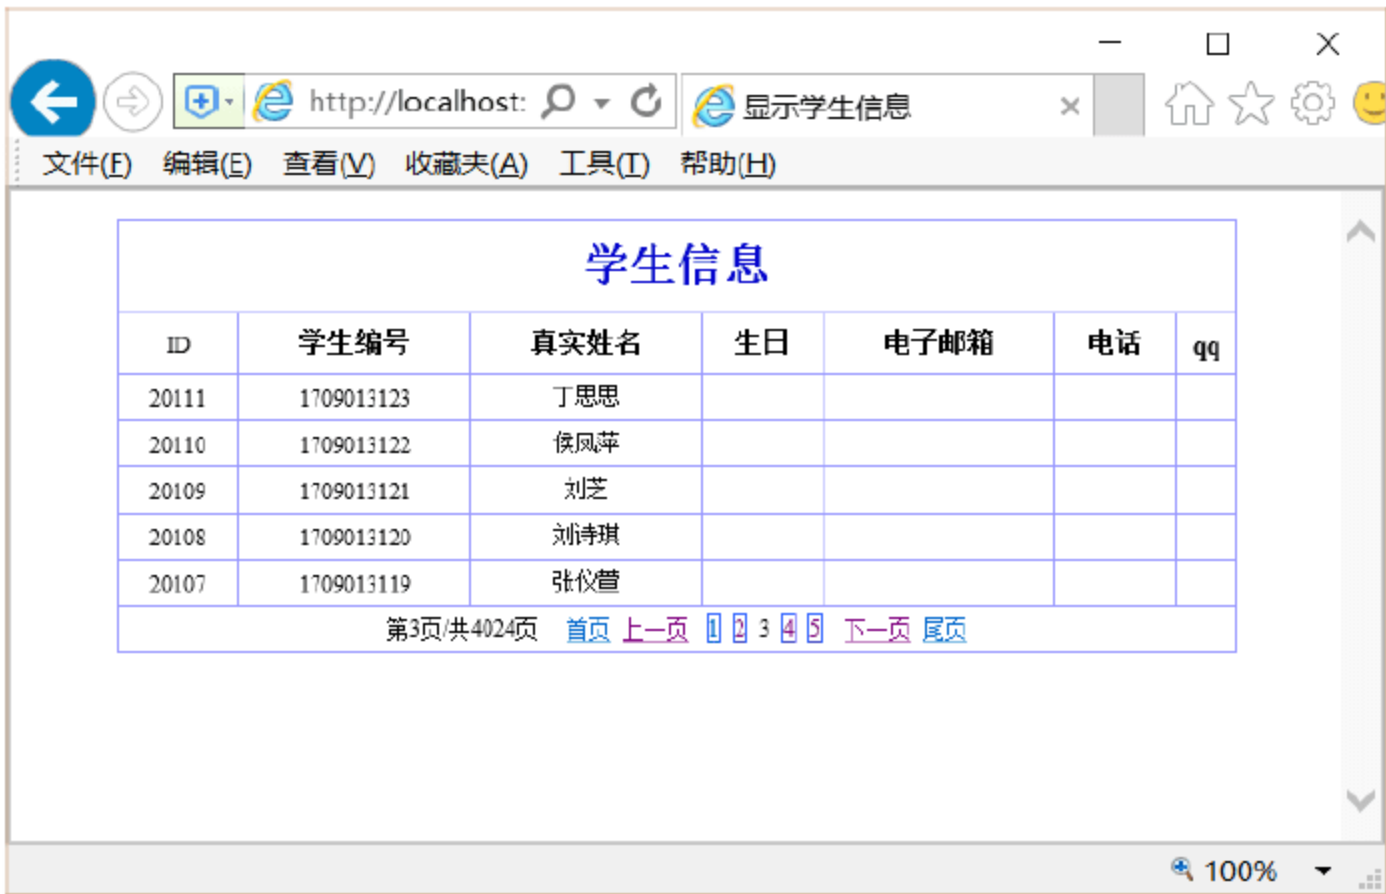 http://localhost: 显示学生信息
文件(F) 编辑(E) 查看(V) 收藏夹(A) 工具(T) 帮助(H)
学生信息
ID 学生编号 真实姓名 生日 电子邮箱 电话 qq
20111 1709013123 丁思思
20110 1709013122 侯凤萍
20109 1709013121 刘芝
20108 1709013120 刘诗琪
20107 1709013119 张仪萱
第3页/共4024页 首页 上一页 1 2 3 4 5 下一页 尾页
100%